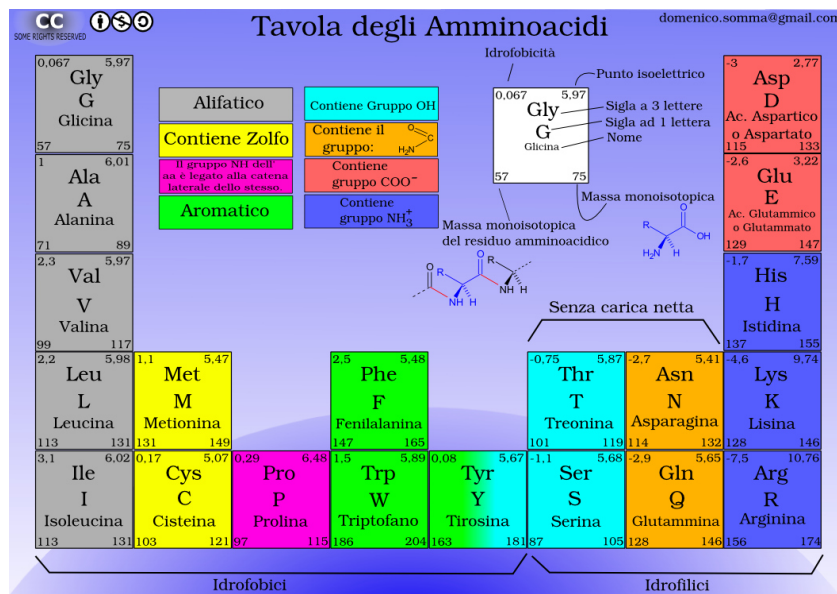 CC
SOME RIGHTS RESERVED
Tavola degli Amminoacidi
domenico.somma@gmail.com
Alifatico
Contiene Zolfo
Il gruppo NH dell'
aa è legato alla catena
laterale dello stesso.
Aromatico
Contiene Gruppo OH
Contiene il
gruppo:
O
H₂N
Contiene
gruppo COO⁻
Contiene
gruppo NH₃⁺
Idrofobicità
Punto isoelettrico
0,067 5,97
Gly
G
Glicina
57 75
Sigla a 3 lettere
Sigla ad 1 lettera
Nome
Massa monoisotopica
Massa monoisotopica
del residuo amminoacidico
O R O R
NH H NH H
R O
OH
H₂N H
Senza carica netta
0,067 5,97
Gly
G
Glicina
57 75
-3 2,77
Asp
D
Ac. Aspartico
o Aspartato
115 133
1 6,01
Ala
A
Alanina
71 89
-2,6 3,22
Glu
E
Ac. Glutammico
o Glutammato
129 147
2,3 5,97
Val
V
Valina
99 117
-1,7 7,59
His
H
Istidina
137 155
2,2 5,98
Leu
L
Leucina
113 131
1,1 5,47
Met
M
Metionina
131 149
2,5 5,48
Phe
F
Fenilalanina
147 165
-0,75 5,87
Thr
T
Treonina
101 119
-2,7 5,41
Asn
N
Asparagina
114 132
-4,6 9,74
Lys
K
Lisina
128 146
3,1 6,02
Ile
I
Isoleucina
113 131
0,17 5,07
Cys
C
Cisteina
103 121
0,29 6,48
Pro
P
Prolina
97 115
1,5 5,89
Trp
W
Triptofano
186 204
0,08 5,67
Tyr
Y
Tirosina
163 181
-1,1 5,68
Ser
S
Serina
87 105
-2,9 5,65
Gln
Q
Glutammina
128 146
-7,5 10,76
Arg
R
Arginina
156 174
Idrofobici
Idrofilici